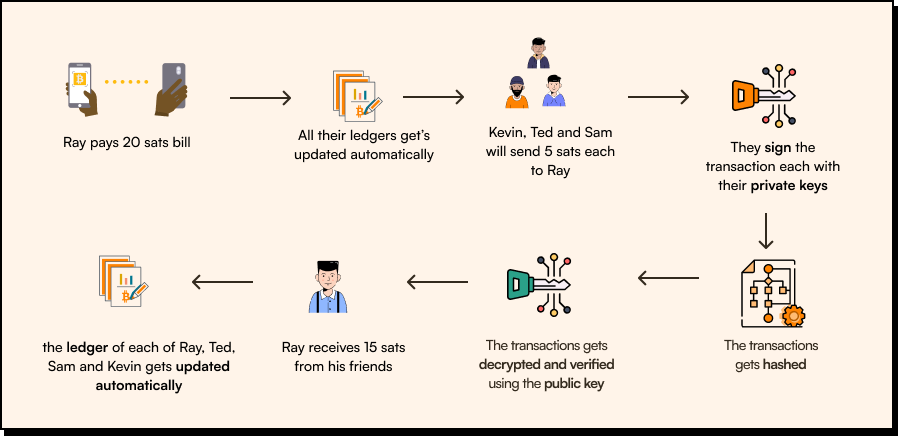 Ray pays 20 sats bill
All their ledgers get's
updated automatically
Kevin, Ted and Sam
will send 5 sats each
to Ray
They sign the
transaction each with
their private keys
The transactions
gets hashed
The transactions gets
decrypted and verified
using the public key
Ray receives 15 sats
from his friends
the ledger of each of Ray, Ted,
Sam and Kevin gets updated
automatically